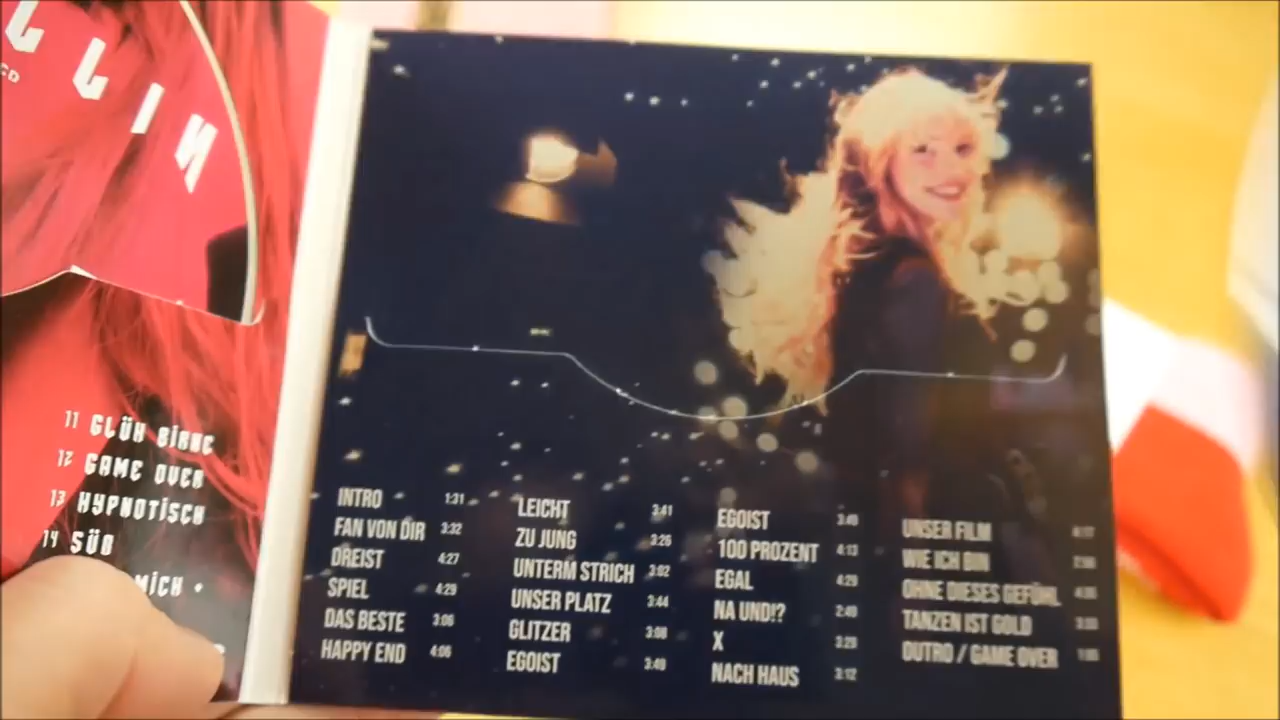 LLIN
CD
11 GLÜH BIRNE
12 GAME OVER
13 HYPNOTISCH
14 SÜß
MICH
INTRO 1:31
FAN VON DIR 3:32
DREIST 4:27
SPIEL 4:29
DAS BESTE 3:06
HAPPY END 4:06
LEICHT 3:41
ZU JUNG 3:26
UNTERM STRICH 3:02
UNSER PLATZ 3:44
GLITZER 3:08
EGOIST 3:49
EGOIST 3:49
100 PROZENT 4:13
EGAL 4:29
NA UND!? 2:49
X 3:29
NACH HAUS 3:12
UNSER FILM 4:17
WIE ICH BIN
OHNE DIESES GEFÜHL
TANZEN IST GOLD
OUTRO / GAME OVER